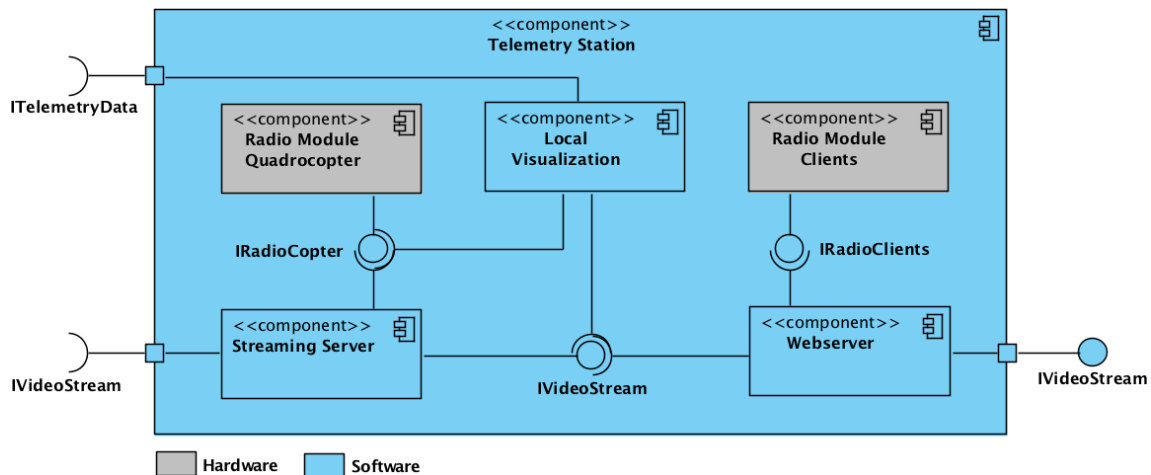 <<component>>
Telemetry Station
ITelemetryData
<<component>>
Radio Module
Quadrocopter
<<component>>
Local
Visualization
<<component>>
Radio Module
Clients
IRadioCopter
IRadioClients
<<component>>
Streaming Server
<<component>>
Webserver
IVideoStream
IVideoStream
IVideoStream
Hardware
Software